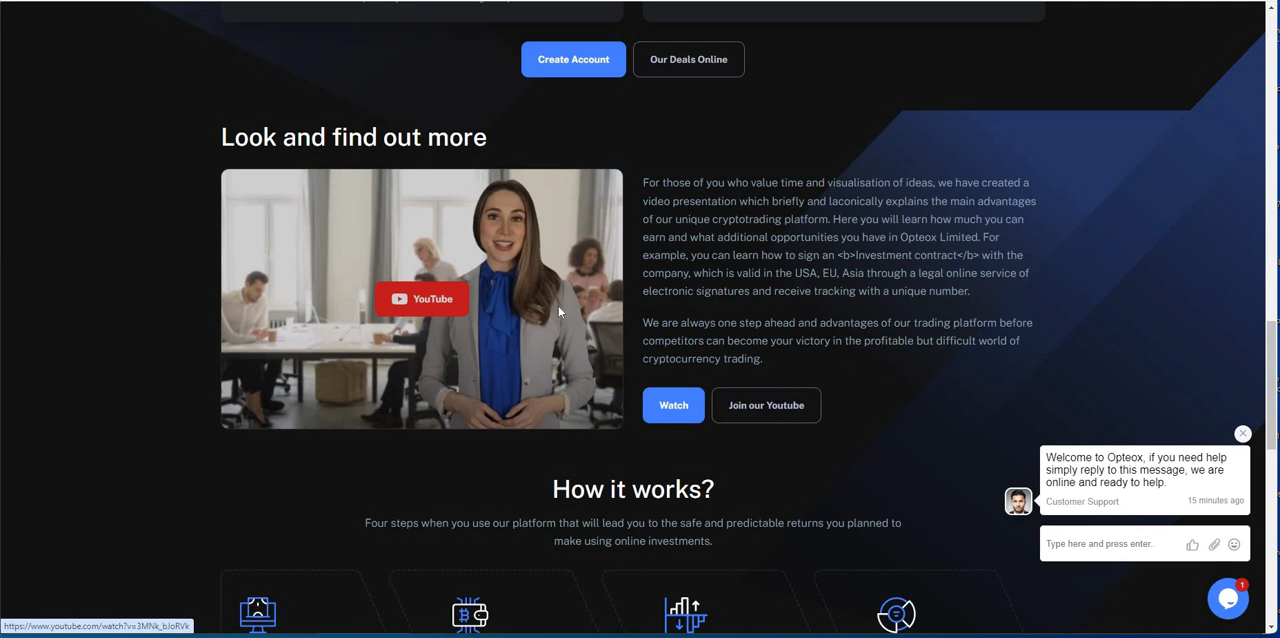 Create Account
Our Deals Online
Look and find out more
YouTube
For those of you who value time and visualisation of ideas, we have created a
video presentation which briefly and laconically explains the main advantages
of our unique cryptotrading platform. Here you will learn how much you can
earn and what additional opportunities you have in Opteox Limited. For
example, you can learn how to sign an <b>Investment contract</b> with the
company, which is valid in the USA, EU, Asia through a legal online service of
electronic signatures and receive tracking with a unique number.
We are always one step ahead and advantages of our trading platform before
competitors can become your victory in the profitable but difficult world of
cryptocurrency trading.
Watch
Join our Youtube
Welcome to Opteox, if you need help
simply reply to this message, we are
online and ready to help.
Customer Support
15 minutes ago
Type here and press enter..
1
How it works?
Four steps when you use our platform that will lead you to the safe and predictable returns you planned to
make using online investments.
https://www.youtube.com/watch?v=3MNk_bJoRVk